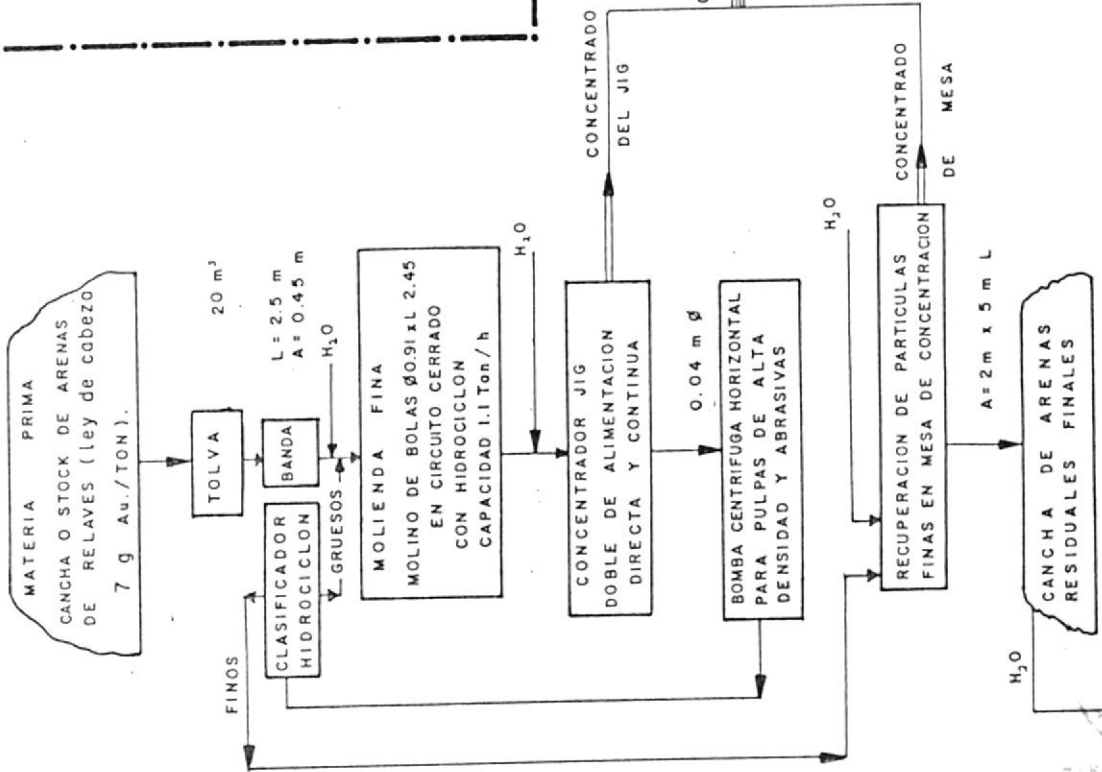 MATERIA PRIMA
CANCHA O STOCK DE ARENAS
DE RELAVES (ley de cabeza
7 g Au./TON).
TOLVA
20 m³
BANDA
L = 2.5 m
A = 0.45 m
H₂O
FINOS
CLASIFICADOR
HIDROCICLON
GRUESOS
MOLIENDA FINA
MOLINO DE BOLAS Ø0.91 x L 2.45
EN CIRCUITO CERRADO
CON HIDROCICLON
CAPACIDAD 1.1 Ton/h
H₂O
CONCENTRADOR JIG
DOBLE DE ALIMENTACION
DIRECTA Y CONTINUA
CONCENTRADO
DEL JIG
0.04 m Ø
BOMBA CENTRIFUGA HORIZONTAL
PARA PULPAS DE ALTA
DENSIDAD Y ABRASIVAS
H₂O
RECUPERACION DE PARTICULAS
FINAS EN MESA DE CONCENTRACION
CONCENTRADO
DE MESA
A = 2m x 5 m L
CANCHA DE ARENAS
RESIDUALES FINALES
H₂O